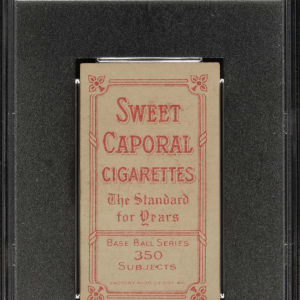 SWEET
CAPORAL
CIGARETTES
The Standard
for Years
BASE BALL SERIES
350
SUBJECTS